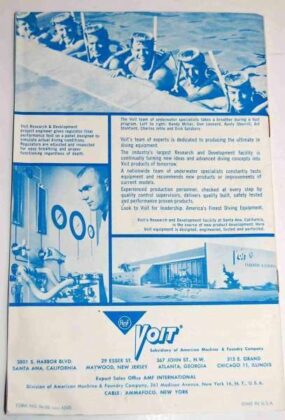 The Voit team of underwater specialists takes a breather during a Voit
program. Left to right: Randy Miller, Don Leonard, Rusty Sherrill, Art
Stanfield, Charles Jehle and Dick Salsbury.
Voit Research & Development
project engineer gives regulator final
performance test on a panel designed to
simulate actual diving conditions.
Regulators are adjusted and inspected
for easy breathing and proper
functioning regardless of depth.
Voit's team of experts is dedicated to producing the ultimate in
diving equipment.
The industry's largest Research and Development facility is
continually turning new ideas and advanced diving concepts into
Voit products of tomorrow.
A nationwide team of underwater specialists constantly tests
equipment and recommends new products or improvements of
current models.
Experienced production personnel, checked at every step by
quality control supervisors, delivers quality built, safety tested
and performance proven products.
Look to Voit for leadership. America's Finest Diving Equipment.
Voit's Research and Development facility at Santa Ana, California,
is the source of new product development. Here
Voit equipment is designed, engineered, tested and perfected.
Voit
AMF
VOIT
Subsidiary of American Machine & Foundry Company
3801 S. HARBOR BLVD.
SANTA ANA, CALIFORNIA
29 ESSEX ST.
MAYWOOD, NEW JERSEY
367 JOHN ST., N.W.
ATLANTA, GEORGIA
315 S. GRAND
CHICAGO 11, ILLINOIS
Export Sales Office AMF INTERNATIONAL
Division of American Machine & Foundry Company, 261 Madison Avenue, New York 16, N. Y., U.S.A.
CABLE: AMMAFOCO, NEW YORK
FORM NO.
LITHO IN U.S.A.